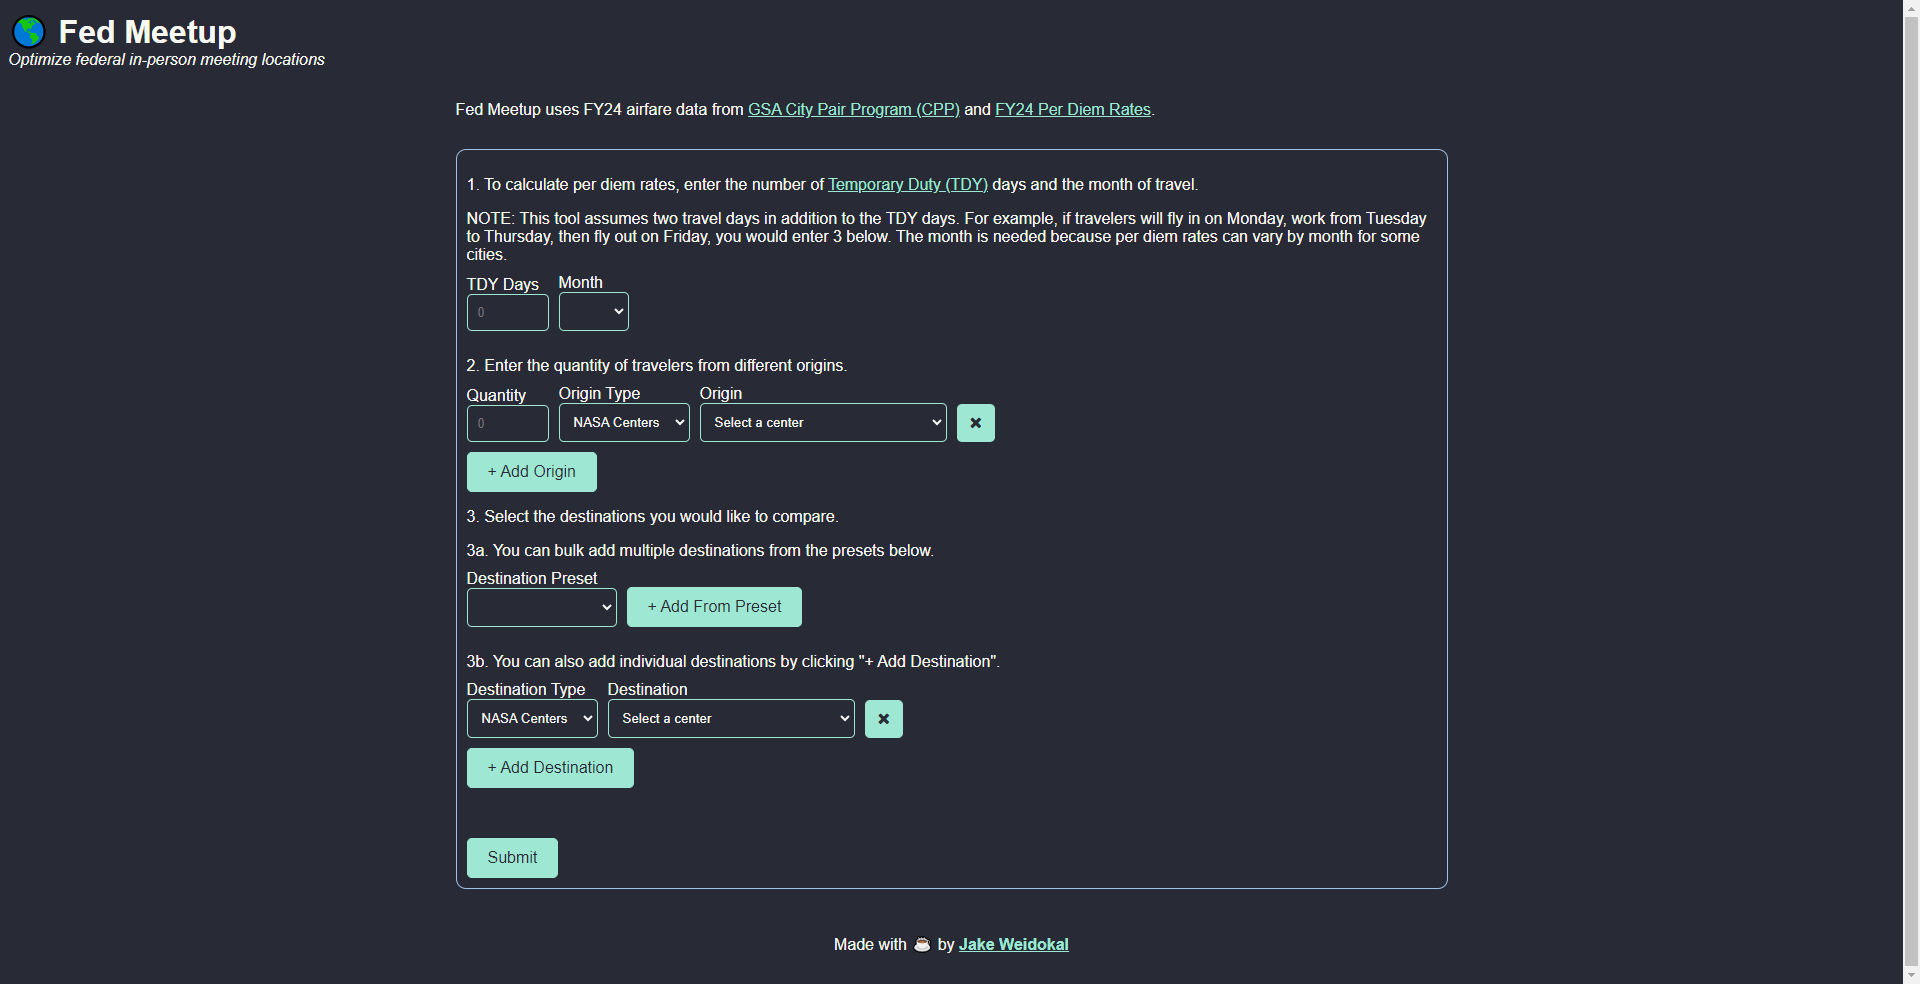 Fed Meetup
Optimize federal in-person meeting locations
Fed Meetup uses FY24 airfare data from GSA City Pair Program (CPP) and FY24 Per Diem Rates.
1. To calculate per diem rates, enter the number of Temporary Duty (TDY) days and the month of travel.
NOTE: This tool assumes two travel days in addition to the TDY days. For example, if travelers will fly in on Monday, work from Tuesday
to Thursday, then fly out on Friday, you would enter 3 below. The month is needed because per diem rates can vary by month for some
cities.
TDY Days Month
0
2. Enter the quantity of travelers from different origins.
Quantity Origin Type Origin
0 NASA Centers Select a center
+ Add Origin
3. Select the destinations you would like to compare.
3a. You can bulk add multiple destinations from the presets below.
Destination Preset
+ Add From Preset
3b. You can also add individual destinations by clicking "+ Add Destination".
Destination Type Destination
NASA Centers Select a center
+ Add Destination
Submit
Made with ☕ by Jake Weidokal